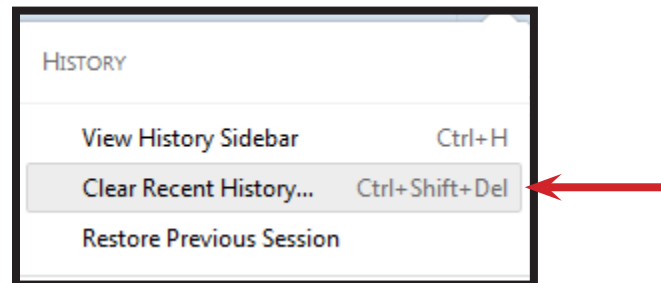 HISTORY
View History Sidebar Ctrl+H
Clear Recent History... Ctrl+Shift+Del
Restore Previous Session